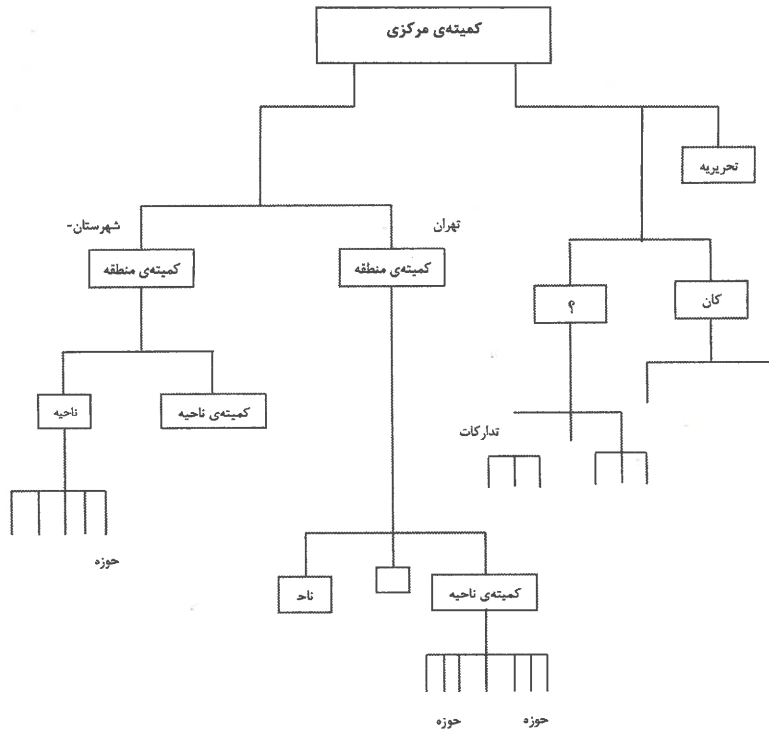 کمیته‌ی مرکزی
تحریریه
تهران
شهرستان-
کمیته‌ی منطقه
کمیته‌ی منطقه
کان
؟
ناحیه
کمیته‌ی ناحیه
تدارکات
حوزه
کمیته‌ی ناحیه
ناحـ
حوزه
حوزه